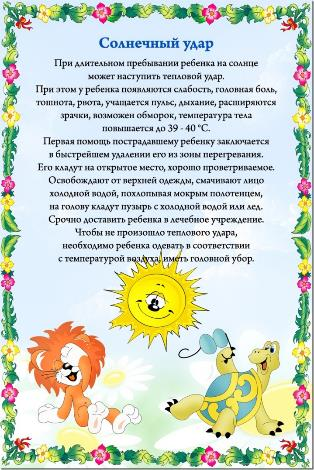 Солнечный удар
При длительном пребывании ребенка на солнце
может наступить тепловой удар.
При этом у ребенка появляются слабость, головная боль,
тошнота, рвота, учащается пульс, дыхание, расширяются
зрачки, возможен обморок, температура тела
повышается до 39 - 40 °C.
Первая помощь пострадавшему ребенку заключается
в быстрейшем удалении его из зоны перегревания.
Его кладут на открытое место, хорошо проветриваемое.
Освобождают от верхней одежды, смачивают лицо
холодной водой, похлопывая мокрым полотенцем,
на голову кладут пузырь с холодной водой или лед.
Срочно доставить ребенка в лечебное учреждение.
Чтобы не произошло теплового удара,
необходимо ребенка одевать в соответствии
с температурой воздуха, иметь головной убор.